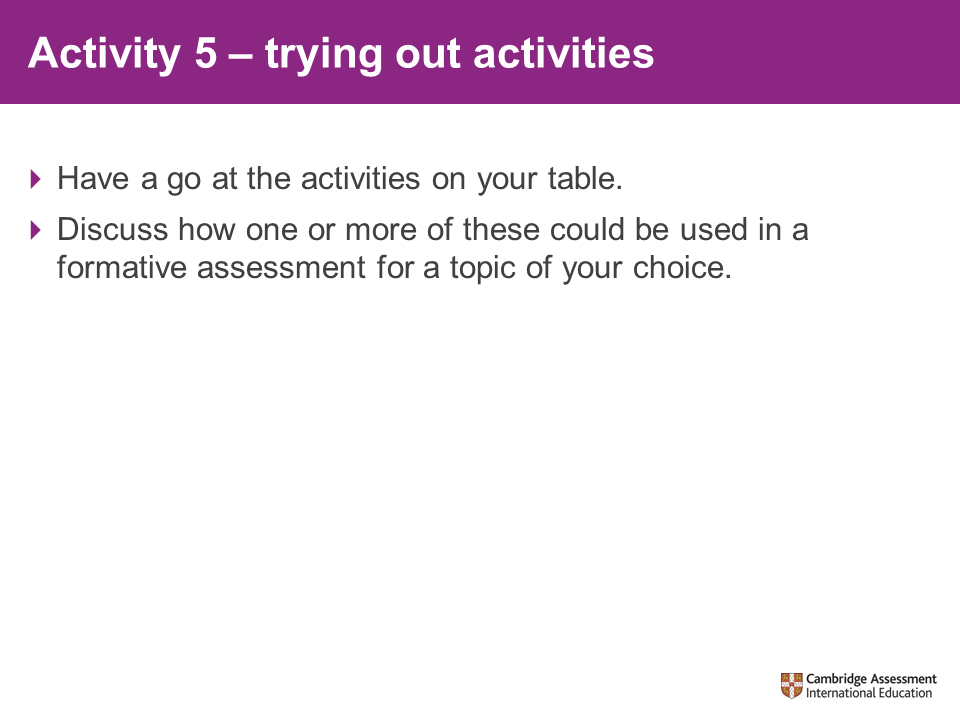 Activity 5 – trying out activities
Have a go at the activities on your table.
Discuss how one or more of these could be used in a
formative assessment for a topic of your choice.
Cambridge Assessment
International Education